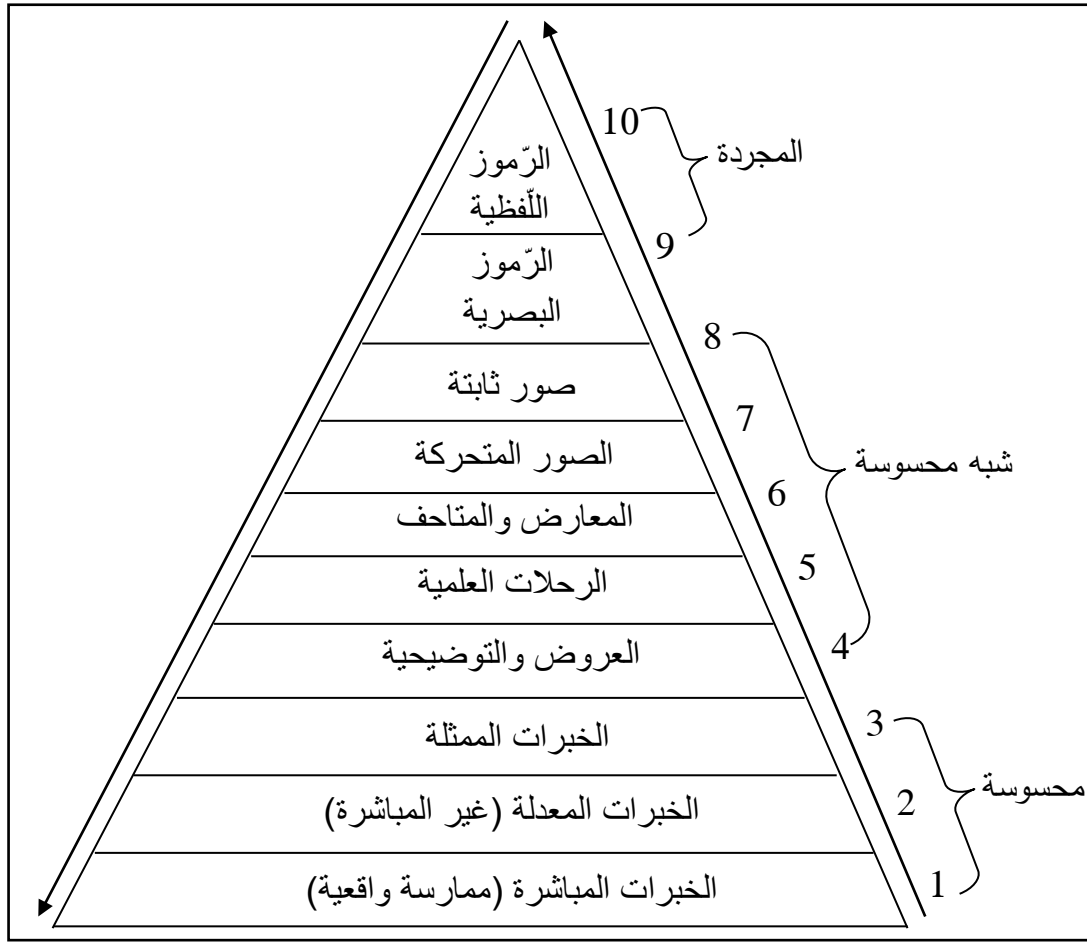 10
المجردة
الرّموز
اللّفظية
9
الرّموز
البصرية
8
صور ثابتة
7
الصور المتحركة
شبه محسوسة
6
المعارض والمتاحف
5
الرحلات العلمية
4
العروض والتوضيحية
3
الخبرات الممثلة
محسوسة
2
الخبرات المعدلة (غير المباشرة)
1
الخبرات المباشرة (ممارسة واقعية)